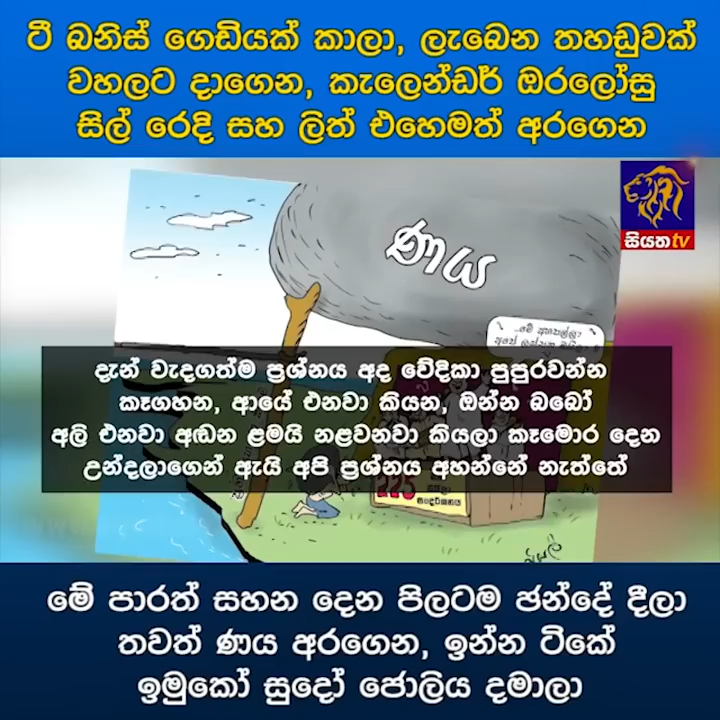 ටී බනිස් ගෙඩියක් කාලා, ලැබෙන තහඩුවක්
වහලට දාගෙන, කැලෙන්ඩර් ඔරලෝසු
සිල් රෙදි සහ ලිත් එහෙමත් අරගෙන
සියත tv
ණය
දැන් වැදගත්ම ප්‍රශ්නය අද වේදිකා පුපුරවන්න
කෑගහන, ආයේ එනවා කියන, ඔන්න බබෝ
අලි එනවා අඬන ළමයි නළවනවා කියලා කෑමොර දෙන
උන්දලාගෙන් ඇයි අපි ප්‍රශ්නය අහන්නේ නැත්තේ
225
සංදර්ශනය
මේ පාරත් සහන දෙන පිලටම ඡන්දේ දීලා
තවත් ණය අරගෙන, ඉන්න ටිකේ
ඉමුකෝ සුදෝ ජොලිය දමාලා